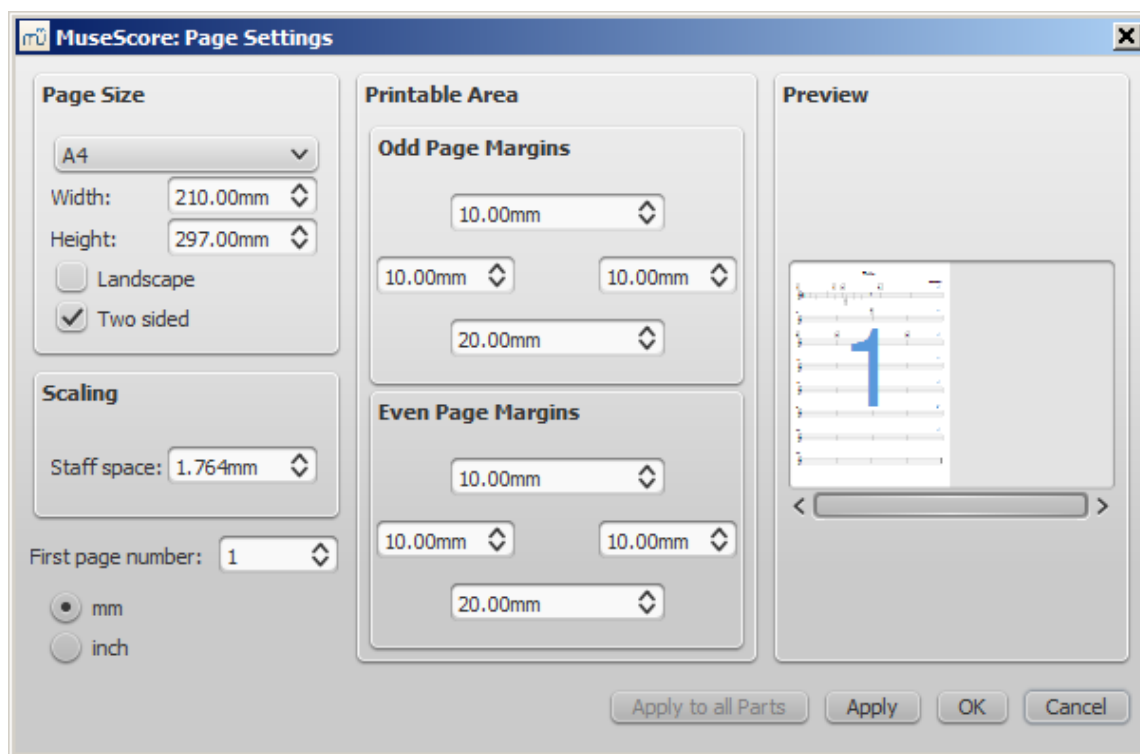 MuseScore: Page Settings
Page Size
A4
Width: 210.00mm
Height: 297.00mm
Landscape
Two sided
Scaling
Staff space: 1.764mm
First page number: 1
mm
inch
Printable Area
Odd Page Margins
10.00mm
10.00mm 10.00mm
20.00mm
Even Page Margins
10.00mm
10.00mm 10.00mm
20.00mm
Preview
1
Apply to all Parts Apply OK Cancel